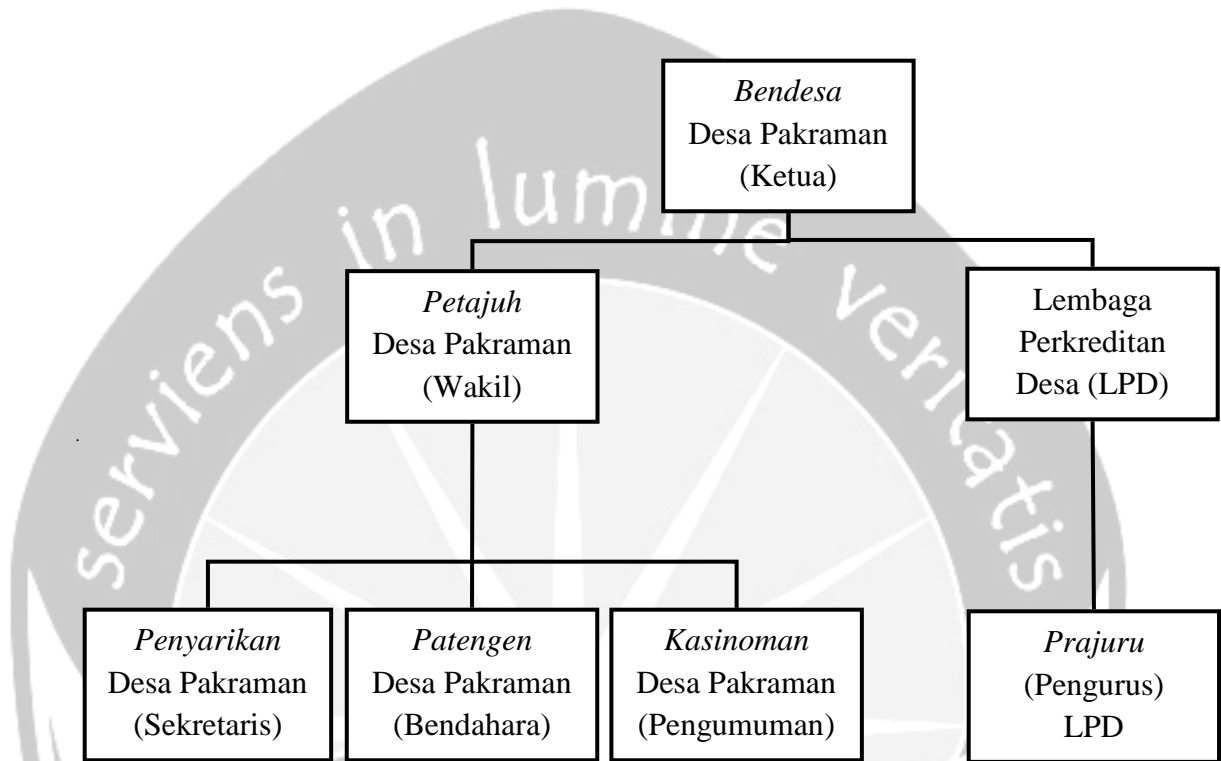 serviens in lumine veritatis
Bendesa
Desa Pakraman
(Ketua)
Petajuh
Desa Pakraman
(Wakil)
Lembaga
Perkreditan
Desa (LPD)
Penyarikan
Desa Pakraman
(Sekretaris)
Patengen
Desa Pakraman
(Bendahara)
Kasinoman
Desa Pakraman
(Pengumuman)
Prajuru
(Pengurus)
LPD